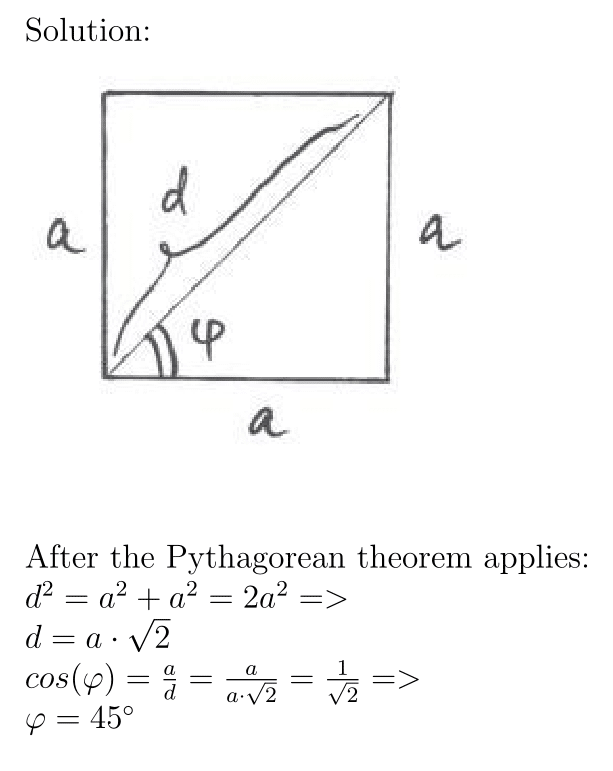 Solution:
d
a
a
φ
a
After the Pythagorean theorem applies:
d² = a² + a² = 2a² =>
d = a · √2
cos(φ) = a/d = a/(a·√2) = 1/√2 =>
φ = 45°